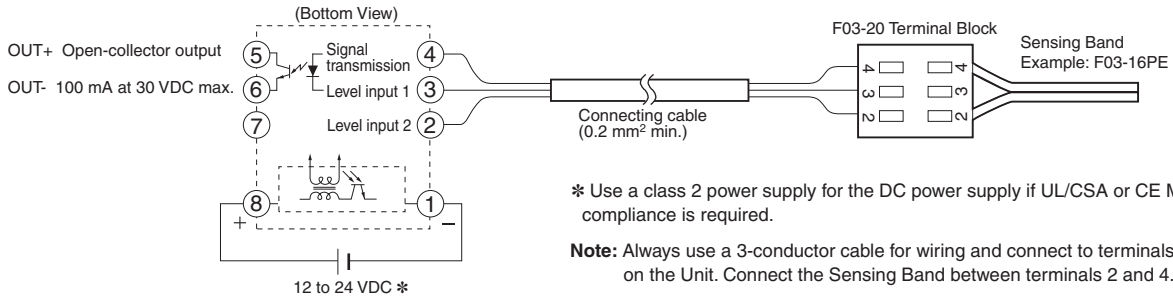 (Bottom View)
OUT+ Open-collector output
OUT- 100 mA at 30 VDC max.
5
6
7
8
Signal
transmission
Level input 1
Level input 2
4
3
2
1
+
−
12 to 24 VDC ✻
Connecting cable
(0.2 mm² min.)
F03-20 Terminal Block
4
3
2
4
3
2
Sensing Band
Example: F03-16PE
✻ Use a class 2 power supply for the DC power supply if UL/CSA or CE
compliance is required.
Note: Always use a 3-conductor cable for wiring and connect to terminals
on the Unit. Connect the Sensing Band between terminals 2 and 4.